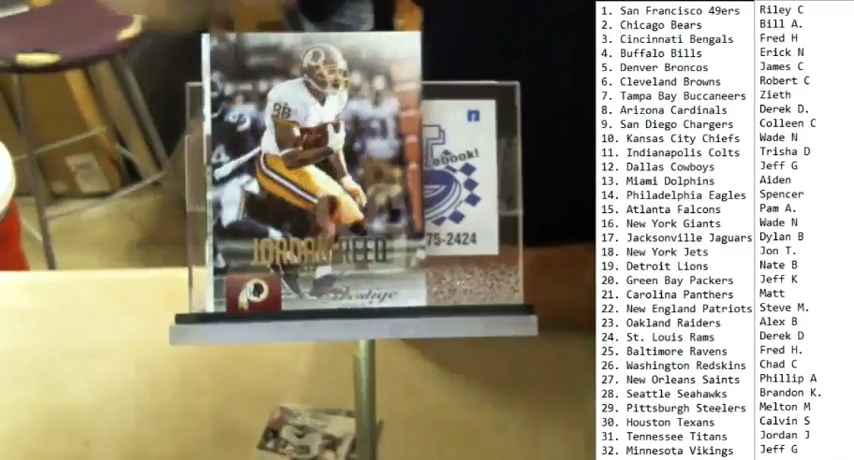 88
JORDAN REED
Prestige
ebook!
75-2424
1. San Francisco 49ers Riley C
2. Chicago Bears Bill A.
3. Cincinnati Bengals Fred H
4. Buffalo Bills Erick N
5. Denver Broncos James C
6. Cleveland Browns Robert C
7. Tampa Bay Buccaneers Zieth
8. Arizona Cardinals Derek D.
9. San Diego Chargers Colleen C
10. Kansas City Chiefs Wade N
11. Indianapolis Colts Trisha D
12. Dallas Cowboys Jeff G
13. Miami Dolphins Aiden
14. Philadelphia Eagles Spencer
15. Atlanta Falcons Pam A.
16. New York Giants Wade N
17. Jacksonville Jaguars Dylan B
18. New York Jets Jon T.
19. Detroit Lions Nate B
20. Green Bay Packers Jeff K
21. Carolina Panthers Matt
22. New England Patriots Steve M.
23. Oakland Raiders Alex B
24. St. Louis Rams Derek D
25. Baltimore Ravens Fred H.
26. Washington Redskins Chad C
27. New Orleans Saints Phillip A
28. Seattle Seahawks Brandon K.
29. Pittsburgh Steelers Melton M
30. Houston Texans Calvin S
31. Tennessee Titans Jordan J
32. Minnesota Vikings Jeff G